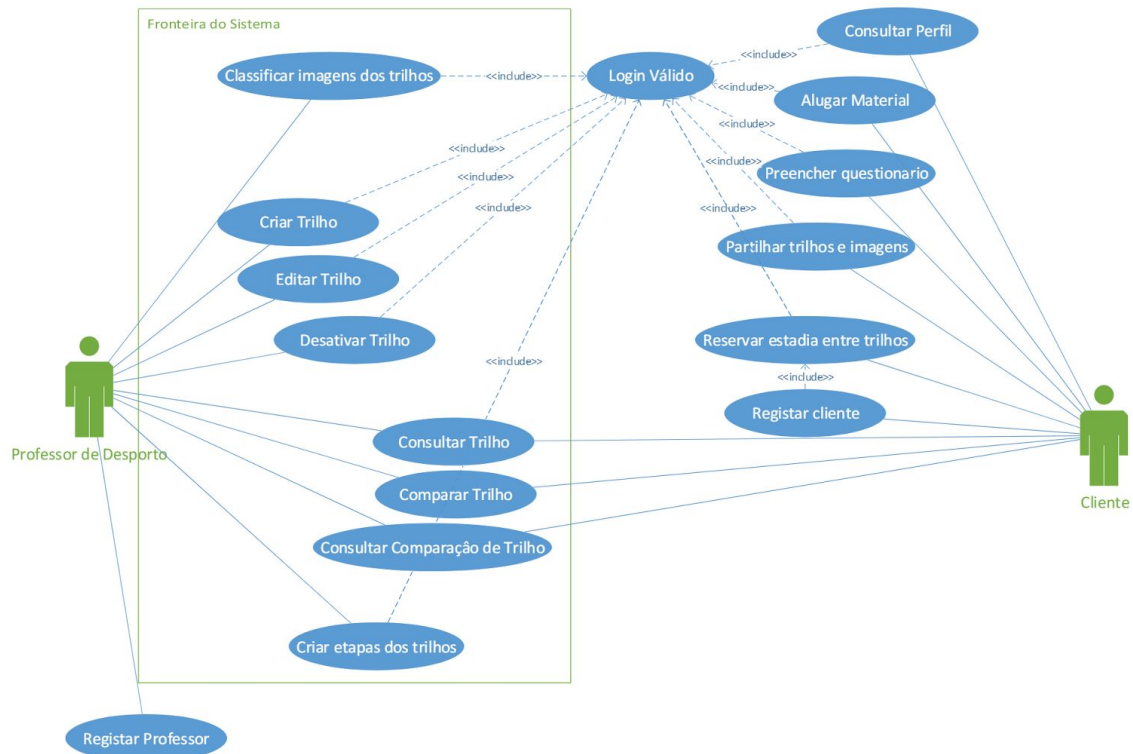 Fronteira do Sistema
Consultar Perfil
Classificar imagens dos trilhos
<<include>>
Login Válido
<<include>>
Alugar Material
<<include>>
<<include>>
<<include>>
<<include>>
Preencher questionario
<<include>>
<<include>>
<<include>>
Criar Trilho
Partilhar trilhos e imagens
Editar Trilho
Desativar Trilho
Reservar estadia entre trilhos
<<include>>
<<include>>
Registar cliente
Consultar Trilho
Professor de Desporto
Comparar Trilho
Cliente
Consultar Comparaçâo de Trilho
Criar etapas dos trilhos
Registar Professor